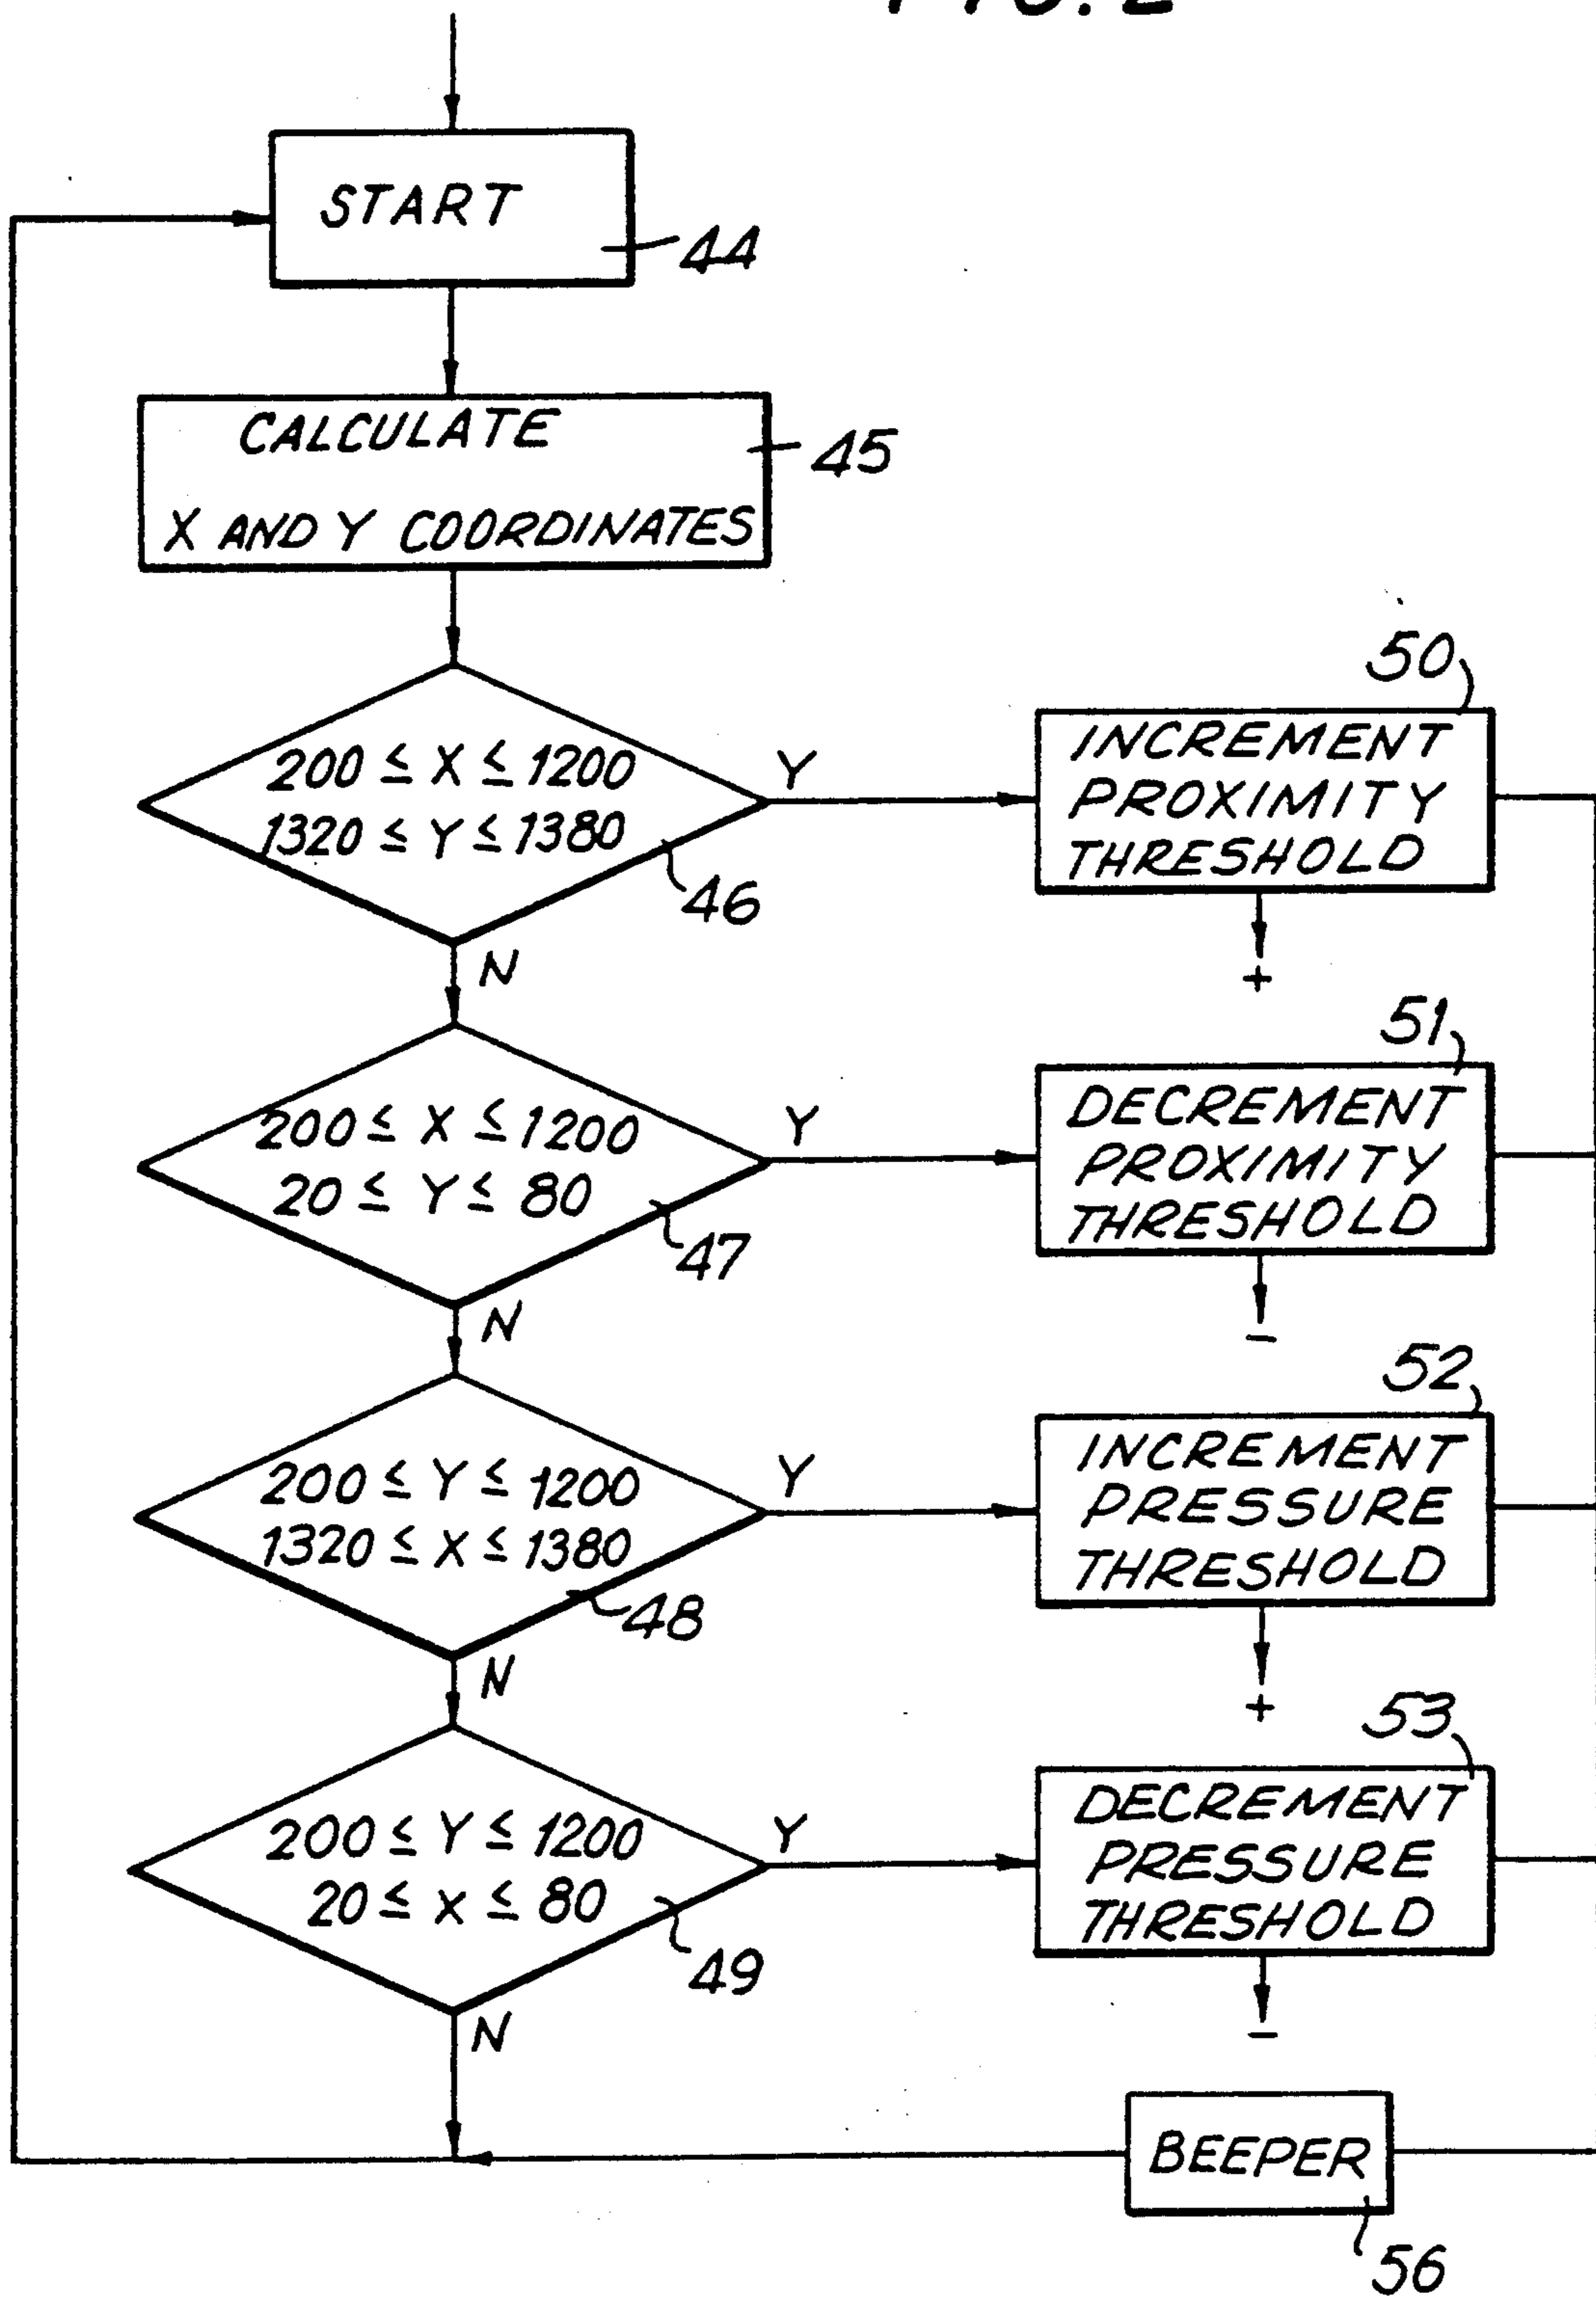 FIG. 2
START
44
CALCULATE
X AND Y COORDINATES
45
200 ≤ X ≤ 1200
1320 ≤ Y ≤ 1380
46
Y
N
50
INCREMENT
PROXIMITY
THRESHOLD
+
200 ≤ X ≤ 1200
20 ≤ Y ≤ 80
47
Y
N
51
DECREMENT
PROXIMITY
THRESHOLD
−
200 ≤ Y ≤ 1200
1320 ≤ X ≤ 1380
48
Y
N
52
INCREMENT
PRESSURE
THRESHOLD
+
200 ≤ Y ≤ 1200
20 ≤ X ≤ 80
49
Y
N
53
DECREMENT
PRESSURE
THRESHOLD
−
BEEPER
56